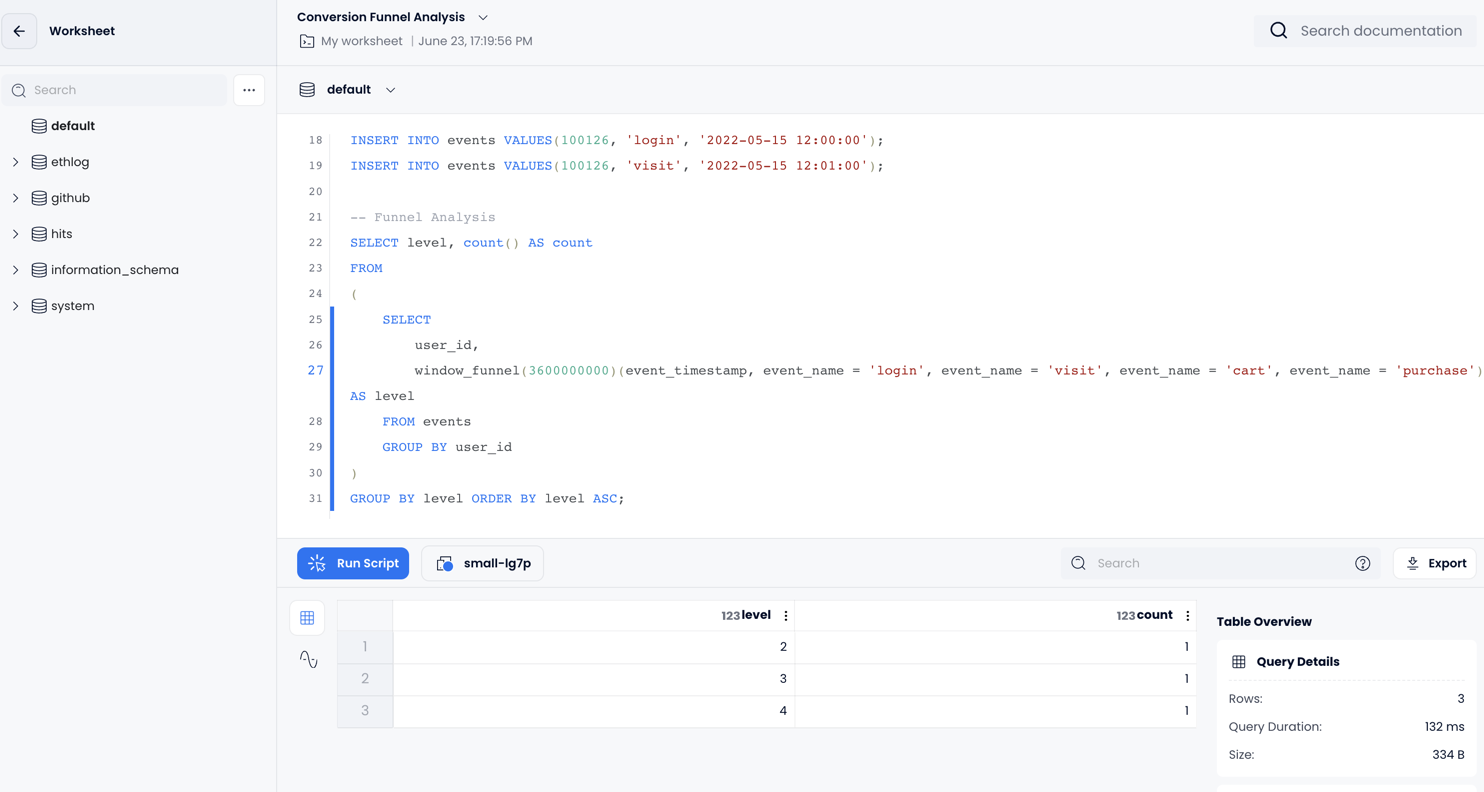 Worksheet
Conversion Funnel Analysis
My worksheet | June 23, 17:19:56 PM
Search documentation
Search
...
default
ethlog
github
hits
information_schema
system
default
18 INSERT INTO events VALUES(100126, 'login', '2022-05-15 12:00:00');
19 INSERT INTO events VALUES(100126, 'visit', '2022-05-15 12:01:00');
20
21 -- Funnel Analysis
22 SELECT level, count() AS count
23 FROM
24 (
25 SELECT
26 user_id,
27 window_funnel(3600000000)(event_timestamp, event_name = 'login', event_name = 'visit', event_name = 'cart', event_name = 'purchase')
AS level
28 FROM events
29 GROUP BY user_id
30 )
31 GROUP BY level ORDER BY level ASC;
Run Script
small-lg7p
Search
?
Export
123 level
123 count
1 2 1
2 3 1
3 4 1
Table Overview
Query Details
Rows: 3
Query Duration: 132 ms
Size: 334 B